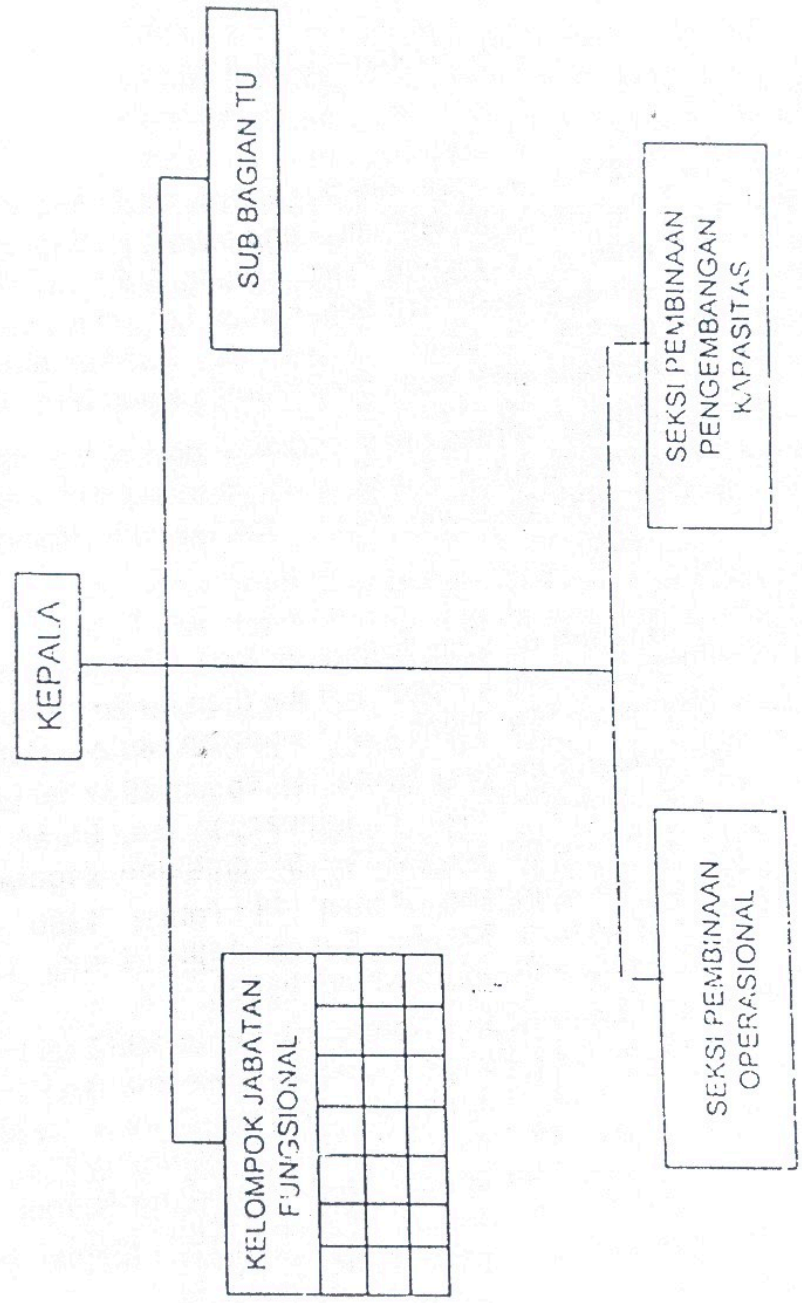 KEPALA
KELOMPOK JABATAN
FUNGSIONAL
SUB BAGIAN TU
SEKSI PEMBINAAN
OPERASIONAL
SEKSI PEMBINAAN
PENGEMBANGAN
KAPASITAS